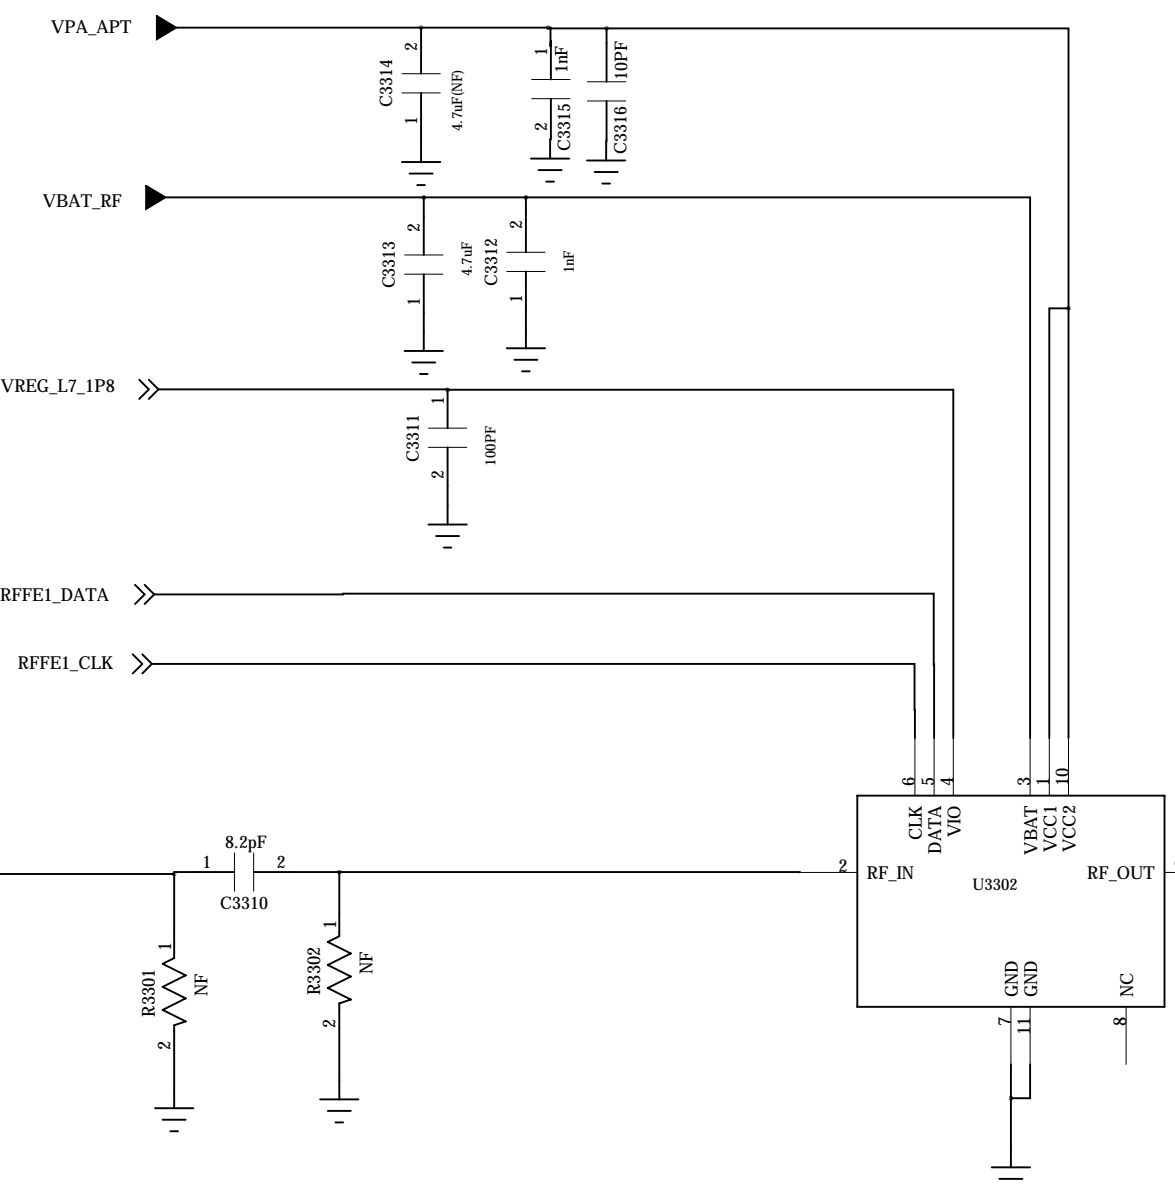 VPA_APT
2
C3314
4.7uF(NF)
1
1
1nF
2
C3315
10PF
C3316
VBAT_RF
2
C3313
4.7uF
1
2
C3312
1nF
1
VREG_L7_1P8
1
C3311
100PF
2
RFFE1_DATA
RFFE1_CLK
6
5
4
3
1
10
CLK
DATA
VIO
VBAT
VCC1
VCC2
8.2pF
1
2
C3310
2
RF_IN
U3302
RF_OUT
1
R3301
NF
2
1
R3302
NF
2
GND
GND
NC
7
11
8